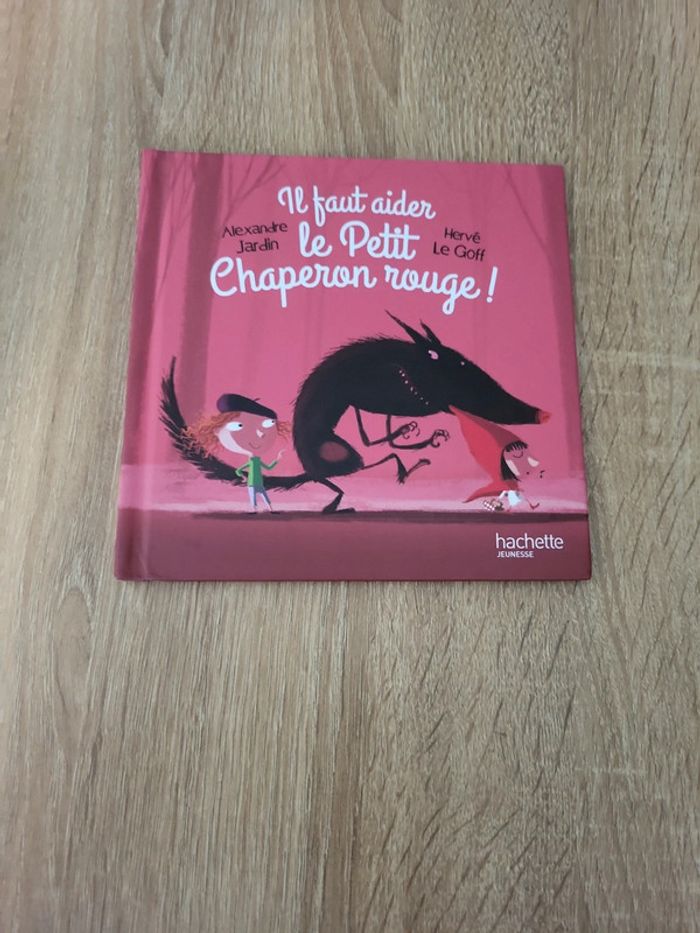 Il faut aider
Alexandre
Jardin
le Petit
Hervé
Le Goff
Chaperon rouge !
hachette
JEUNESSE